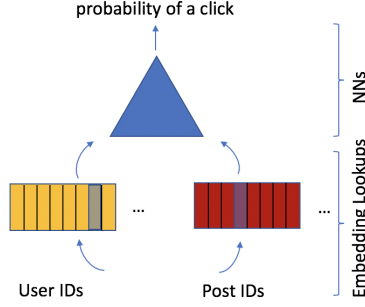 probability of a click
NNs
...
...
Embedding Lookups
User IDs
Post IDs